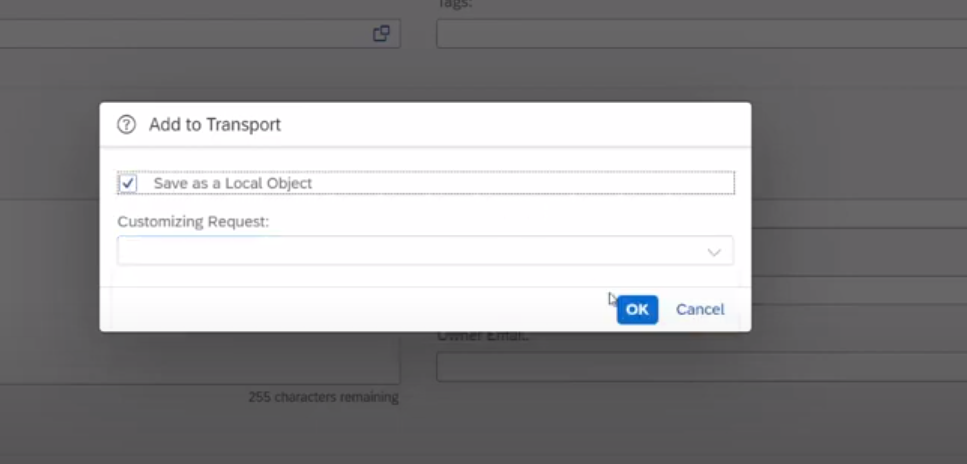 Tags:
Add to Transport
Save as a Local Object
Customizing Request:
OK Cancel
Owner Email:
255 characters remaining